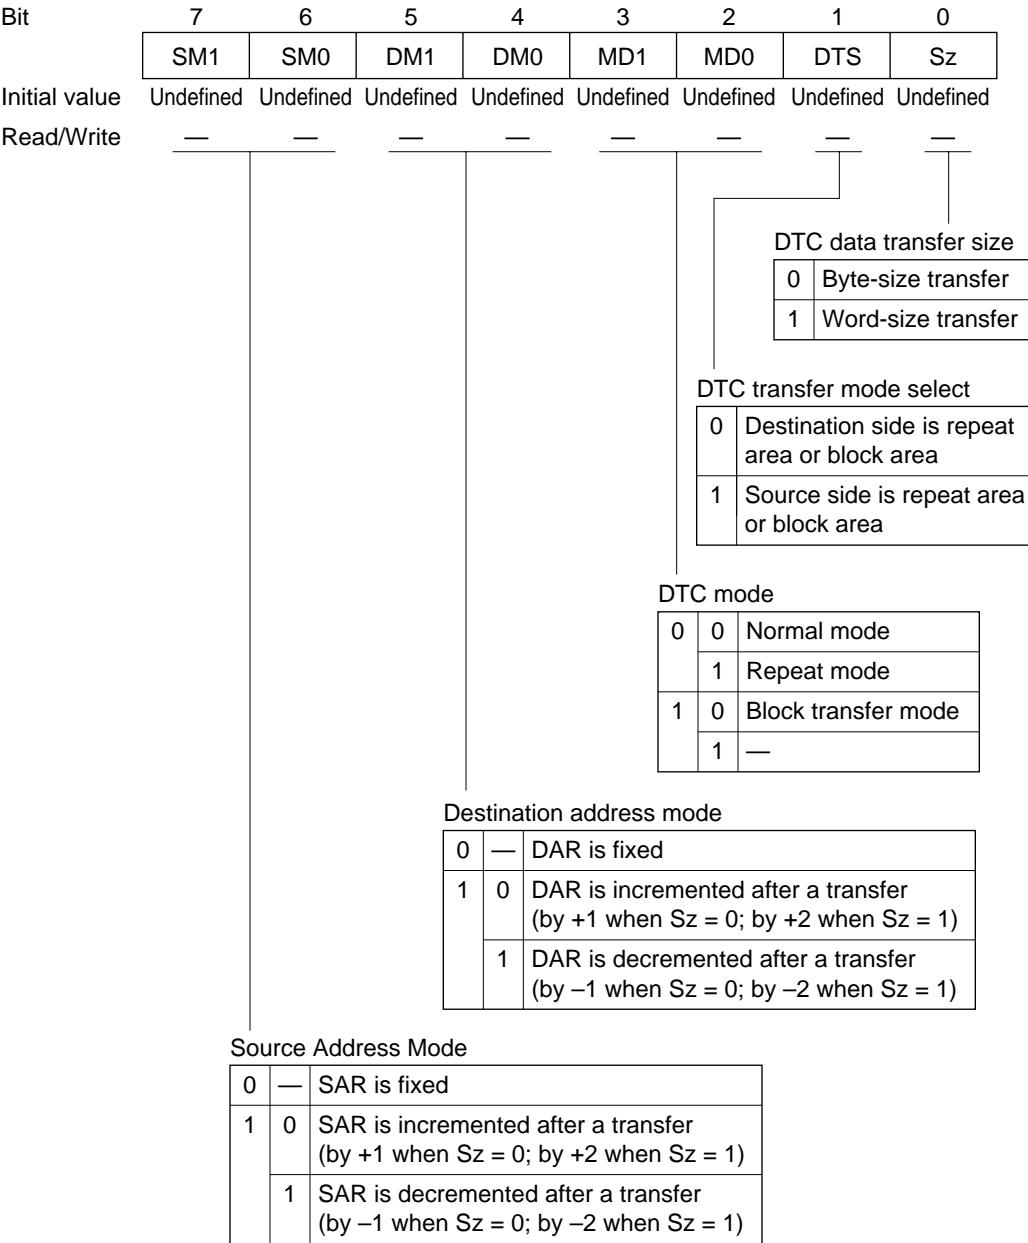 Bit 7 6 5 4 3 2 1 0
SM1 SM0 DM1 DM0 MD1 MD0 DTS Sz
Initial value Undefined Undefined Undefined Undefined Undefined Undefined Undefined Undefined
Read/Write — — — — — — — —
DTC data transfer size
0 Byte-size transfer
1 Word-size transfer
DTC transfer mode select
0 Destination side is repeat
area or block area
1 Source side is repeat area
or block area
DTC mode
0 0 Normal mode
1 Repeat mode
1 0 Block transfer mode
1 —
Destination address mode
0 — DAR is fixed
1 0 DAR is incremented after a transfer
(by +1 when Sz = 0; by +2 when Sz = 1)
1 DAR is decremented after a transfer
(by –1 when Sz = 0; by –2 when Sz = 1)
Source Address Mode
0 — SAR is fixed
1 0 SAR is incremented after a transfer
(by +1 when Sz = 0; by +2 when Sz = 1)
1 SAR is decremented after a transfer
(by –1 when Sz = 0; by –2 when Sz = 1)